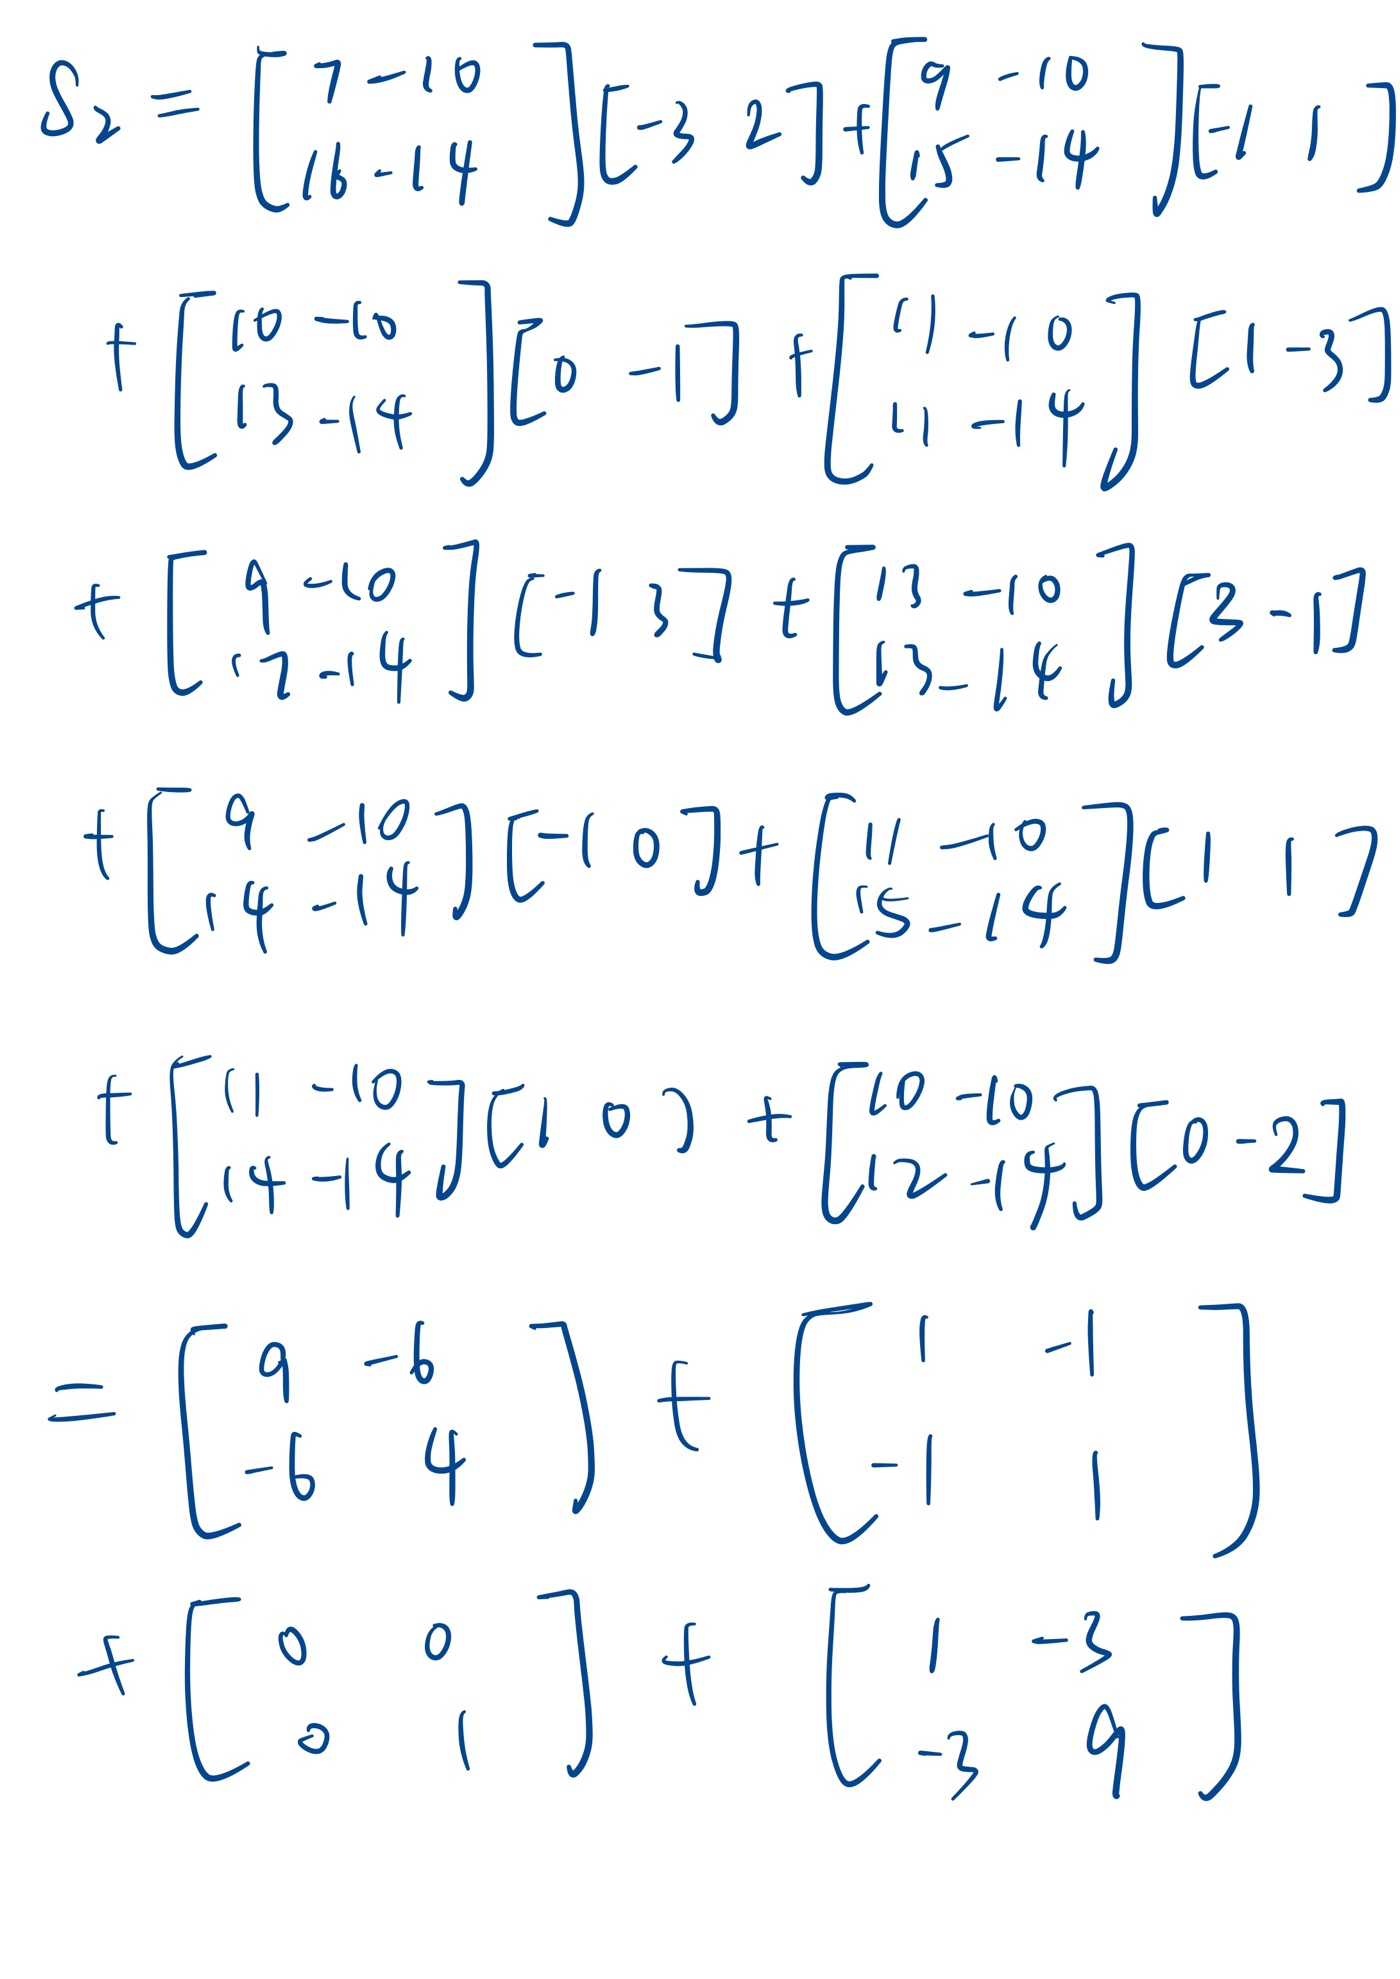 S₂ = [7-10 [-3 2] + [9 -10 [-1 1]
16-14] 15-14]
+ [10-10 [0 -1] + [11-10 [1 -3]
13-14] 11-14]
+ [9-10 [-1 3] + [13-10 [3 -1]
17-14] 13-14]
+ [9 -10 [-1 0] + [11-10 [1 1]
14-14] 15-14]
+ [11-10 [1 0) + [10-10 [0 -2]
14-14] 12-14]
= [9 -6 + [1 -1
-6 4] -1 1]
+ [0 0 + [1 -3
0 1] -3 9]